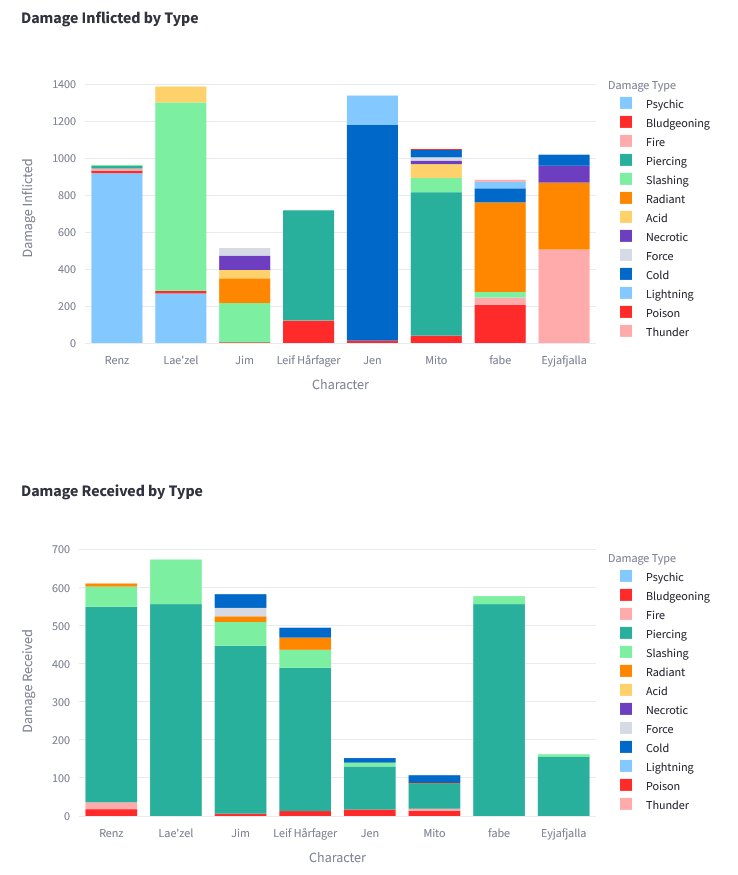 Damage Inflicted by Type
1400
1200
1000
800
600
400
200
0
Damage Inflicted
Renz
Lae'zel
Jim
Leif Hårfager
Jen
Mito
fabe
Eyjafjalla
Character
Damage Type
Psychic
Bludgeoning
Fire
Piercing
Slashing
Radiant
Acid
Necrotic
Force
Cold
Lightning
Poison
Thunder
Damage Received by Type
700
600
500
400
300
200
100
0
Damage Received
Renz
Lae'zel
Jim
Leif Hårfager
Jen
Mito
fabe
Eyjafjalla
Character
Damage Type
Psychic
Bludgeoning
Fire
Piercing
Slashing
Radiant
Acid
Necrotic
Force
Cold
Lightning
Poison
Thunder